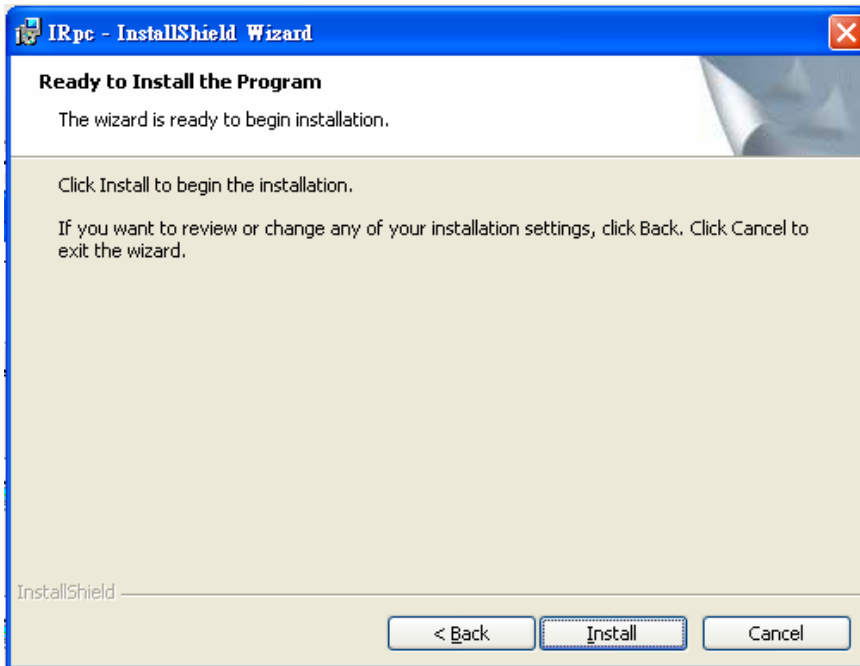 IRpc - InstallShield Wizard
Ready to Install the Program
The wizard is ready to begin installation.
Click Install to begin the installation.
If you want to review or change any of your installation settings, click Back. Click Cancel to
exit the wizard.
InstallShield
< Back
Install
Cancel